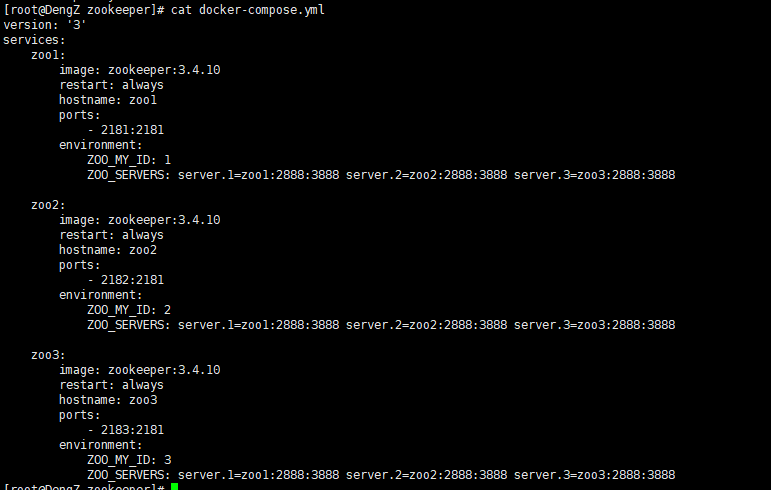 [root@DengZ zookeeper]# cat docker-compose.yml
version: '3'
services:
    zoo1:
        image: zookeeper:3.4.10
        restart: always
        hostname: zoo1
        ports:
            - 2181:2181
        environment:
            ZOO_MY_ID: 1
            ZOO_SERVERS: server.1=zoo1:2888:3888 server.2=zoo2:2888:3888 server.3=zoo3:2888:3888

    zoo2:
        image: zookeeper:3.4.10
        restart: always
        hostname: zoo2
        ports:
            - 2182:2181
        environment:
            ZOO_MY_ID: 2
            ZOO_SERVERS: server.1=zoo1:2888:3888 server.2=zoo2:2888:3888 server.3=zoo3:2888:3888

    zoo3:
        image: zookeeper:3.4.10
        restart: always
        hostname: zoo3
        ports:
            - 2183:2181
        environment:
            ZOO_MY_ID: 3
            ZOO_SERVERS: server.1=zoo1:2888:3888 server.2=zoo2:2888:3888 server.3=zoo3:2888:3888
[root@DengZ zookeeper]#